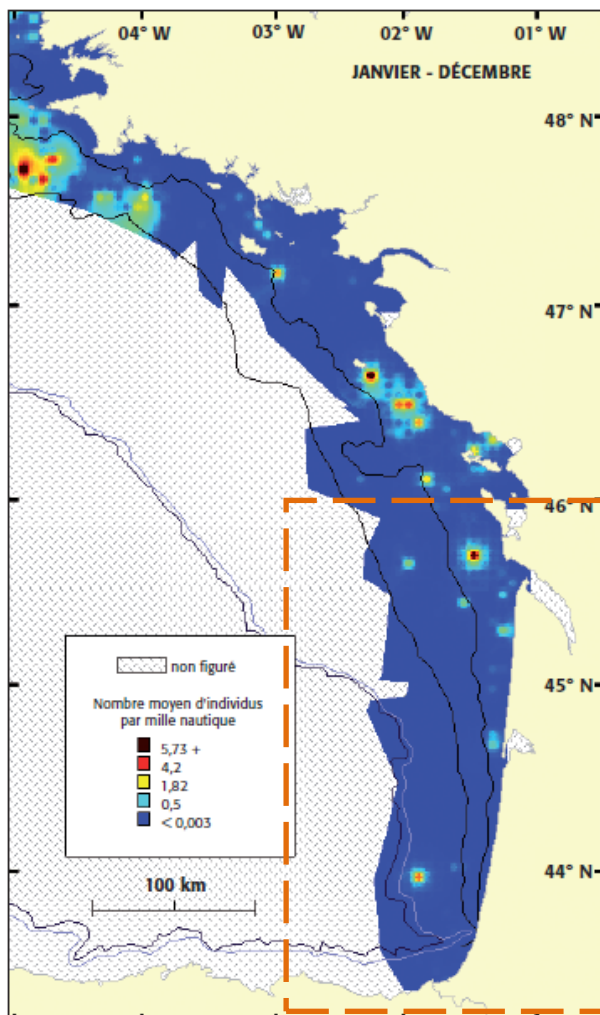 04° W 03° W 02° W 01° W
JANVIER - DÉCEMBRE
48° N
47° N
46° N
45° N
44° N
non figuré
Nombre moyen d'individus
par mille nautique
5,73 +
4,2
1,82
0,5
< 0,003
100 km